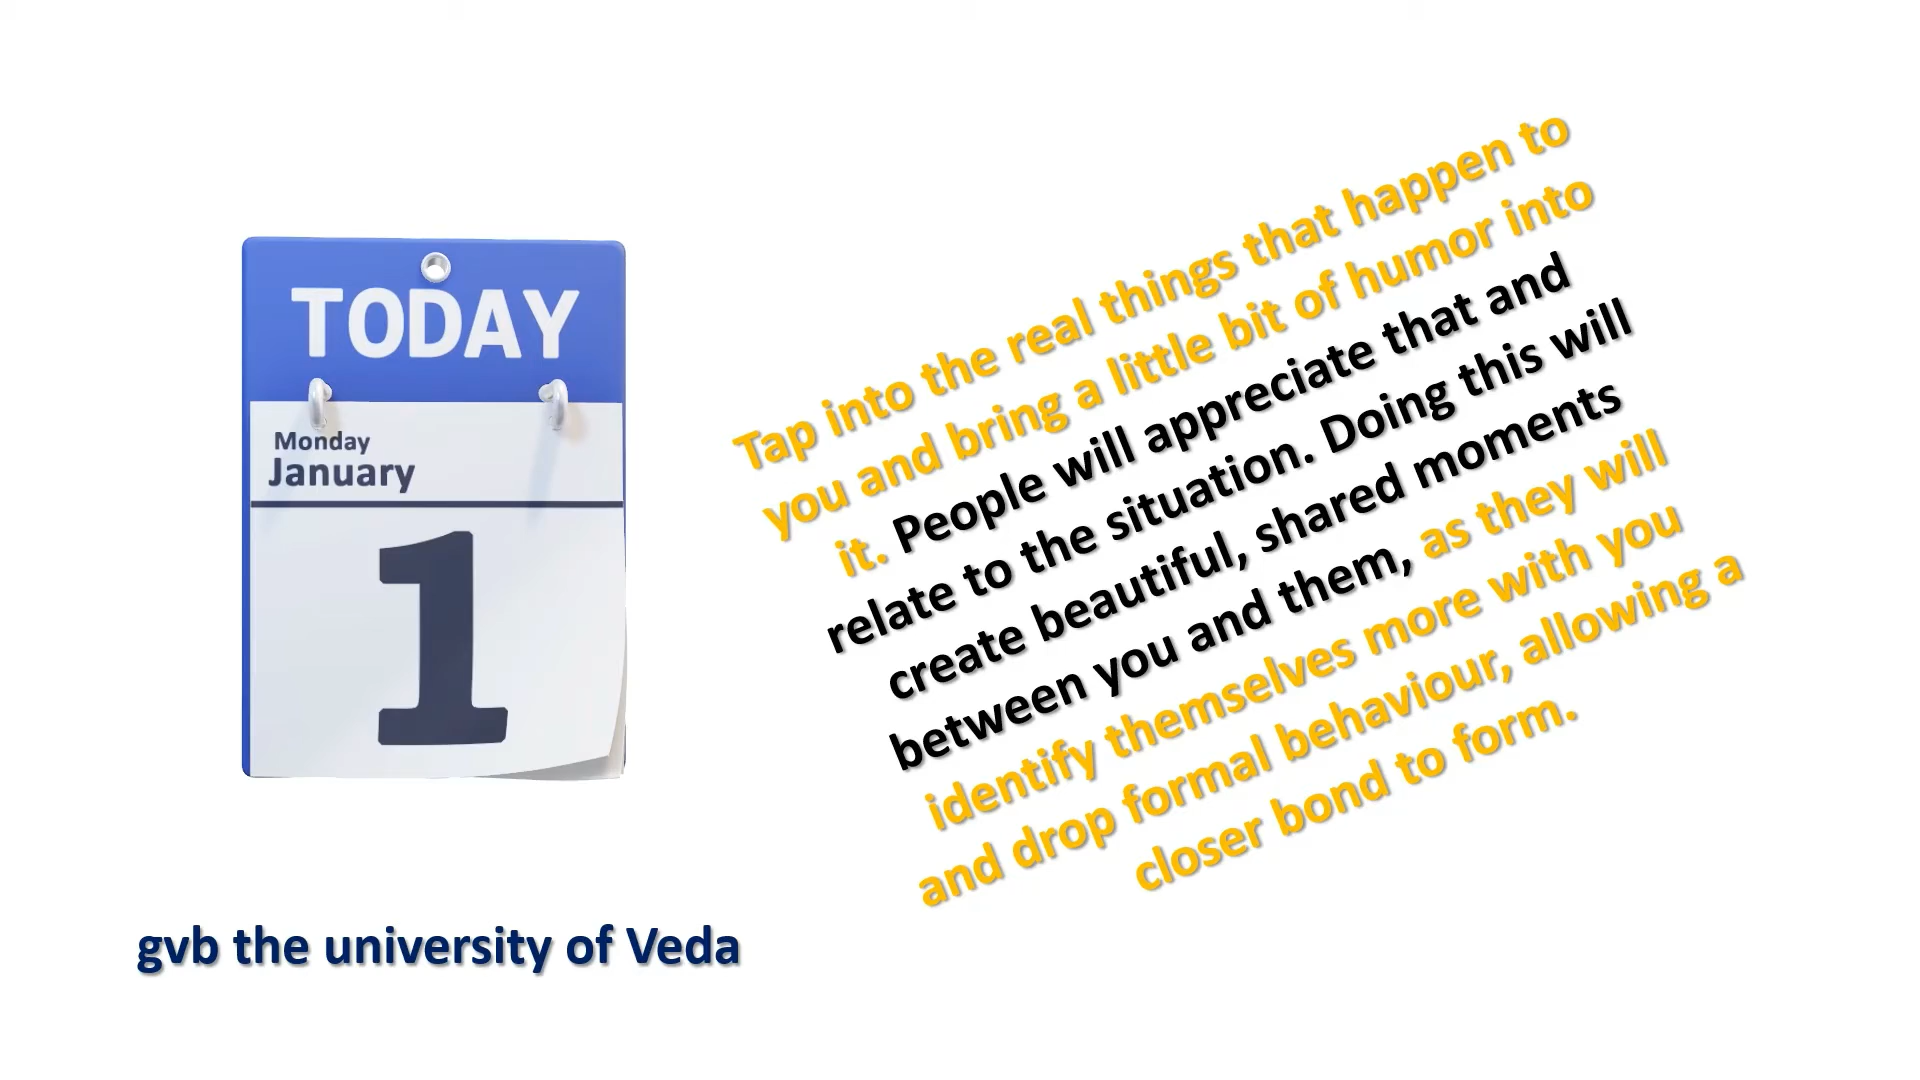 TODAY
Monday
January
1
Tap into the real things that happen to
you and bring a little bit of humor into
it. People will appreciate that and
relate to the situation. Doing this will
create beautiful, shared moments
between you and them, as they will
identify themselves more with you
and drop formal behaviour, allowing a
closer bond to form.
gvb the university of Veda